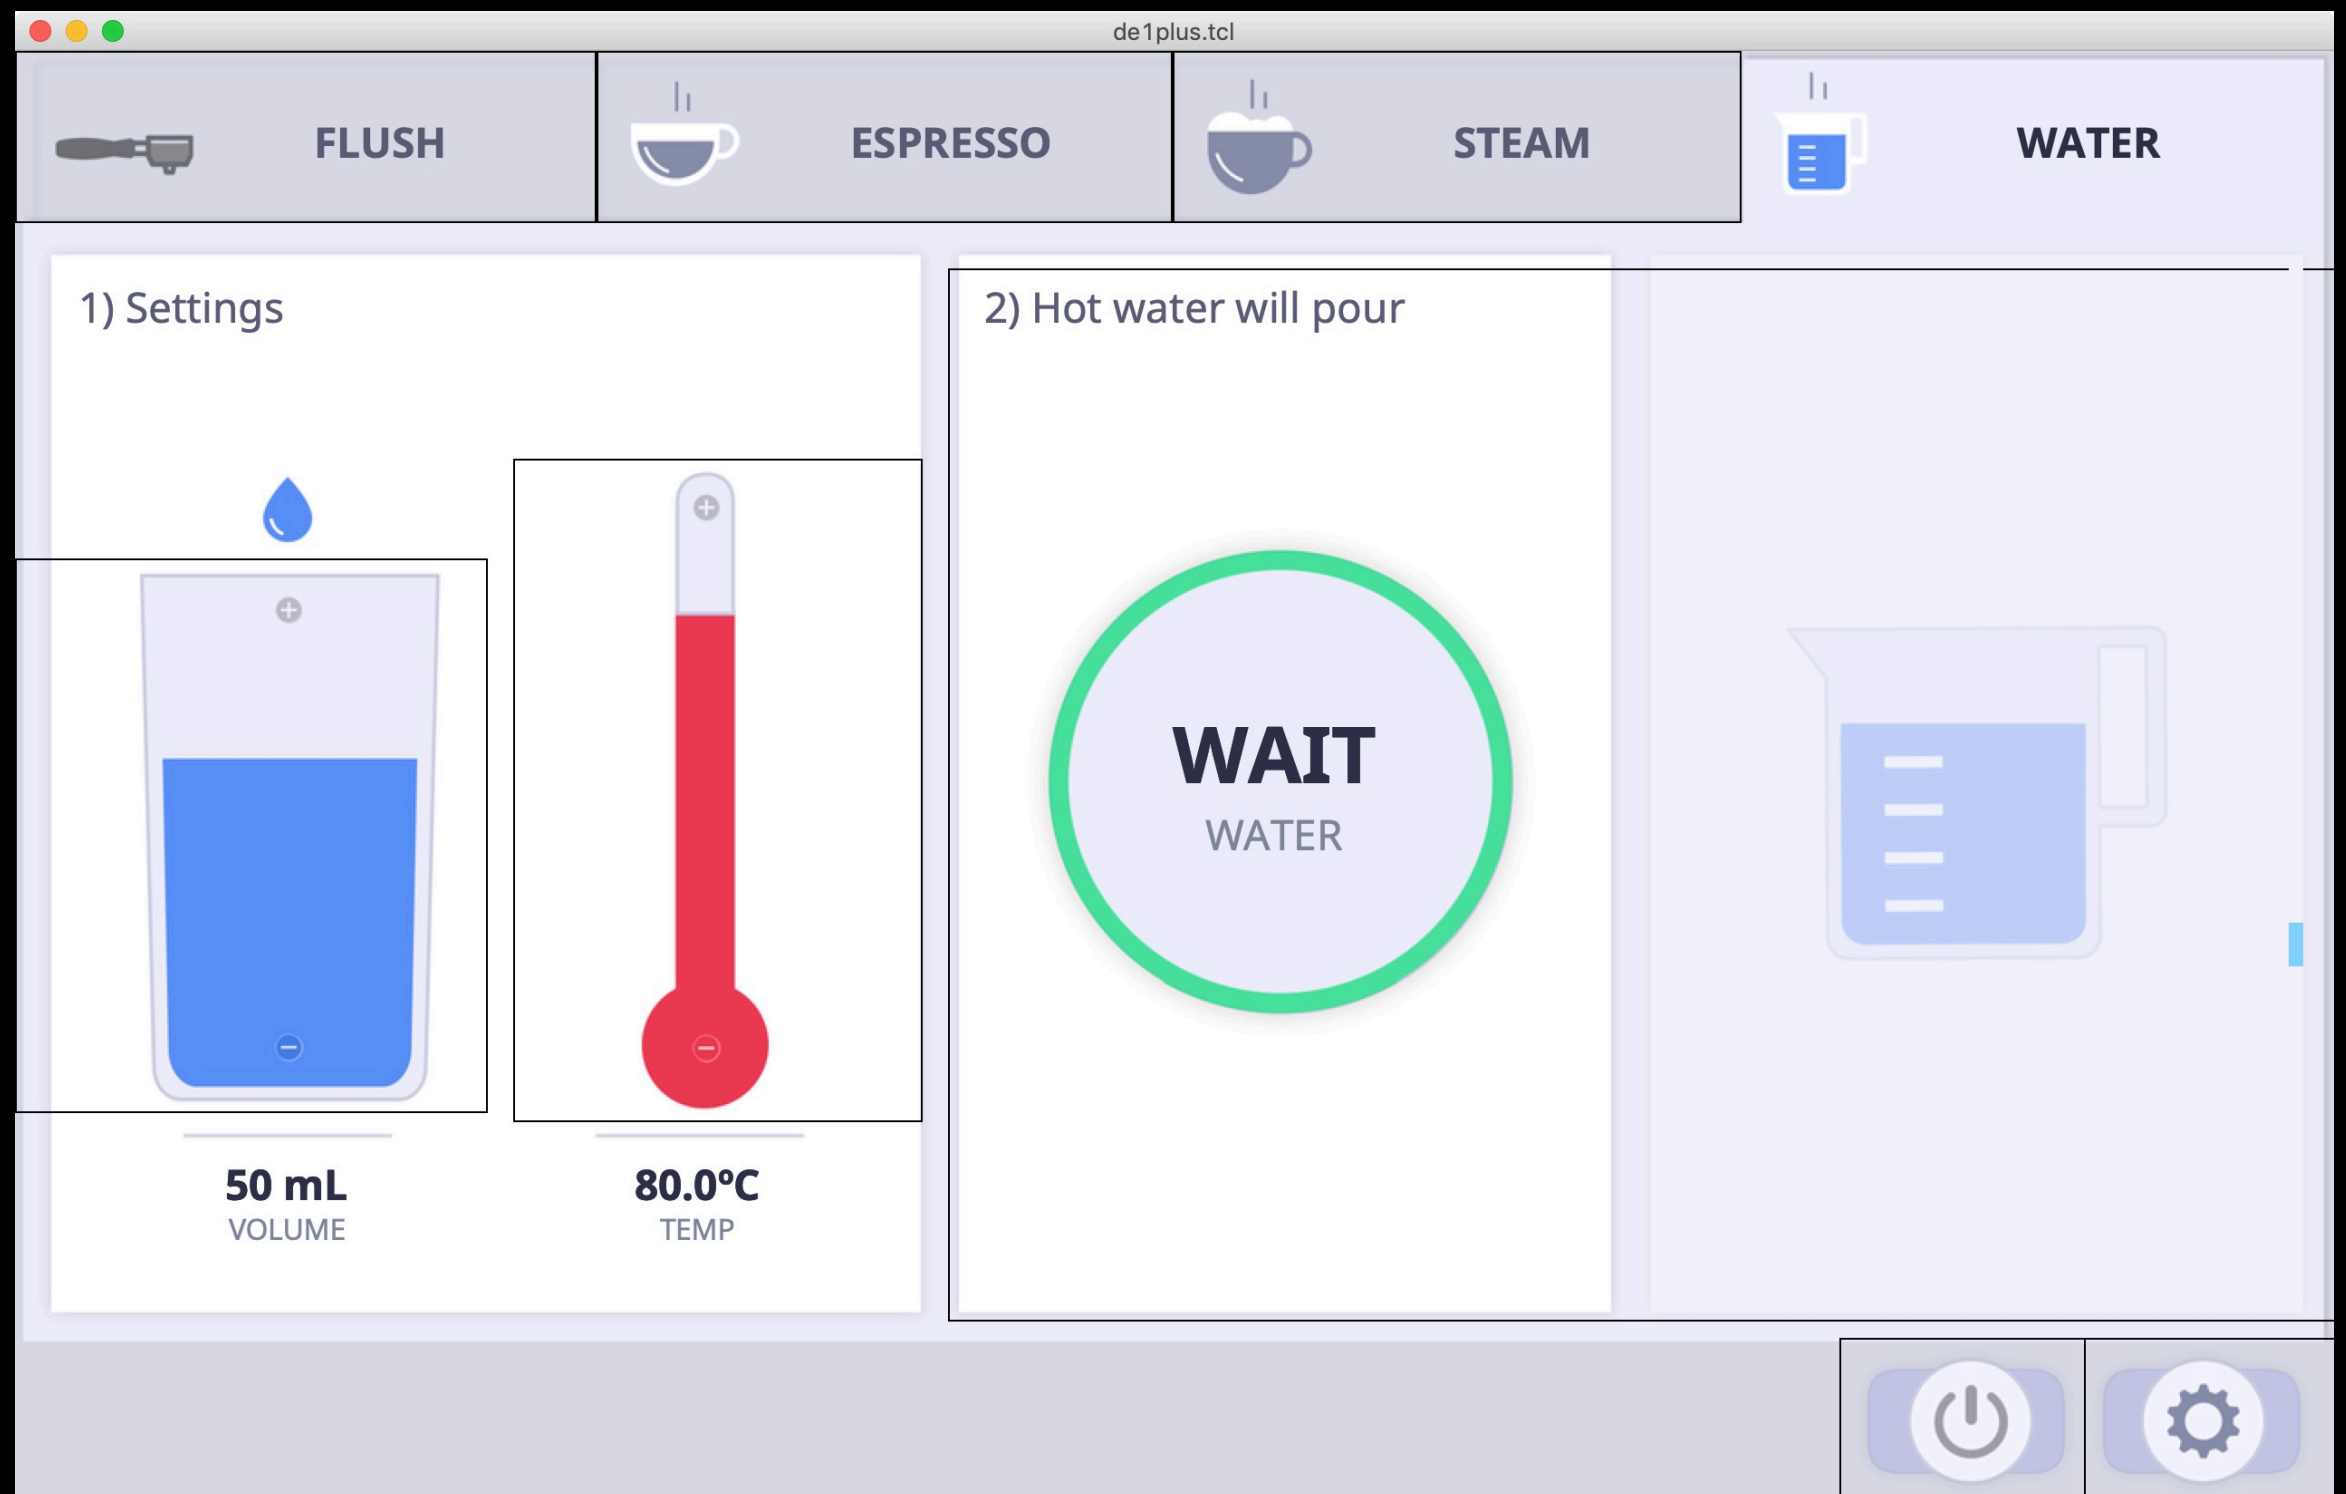 de1plus.tcl
FLUSH
ESPRESSO
STEAM
WATER
1) Settings
50 mL
VOLUME
80.0ºC
TEMP
2) Hot water will pour
WAIT
WATER